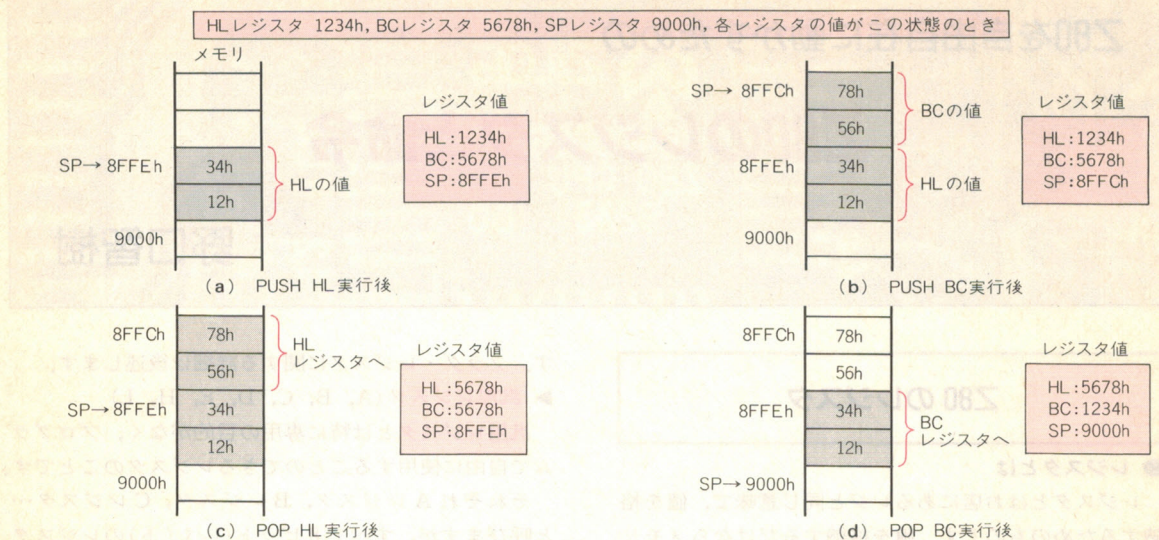 HLレジスタ 1234h, BCレジスタ 5678h, SPレジスタ 9000h, 各レジスタの値がこの状態のとき
メモリ
SP→ 8FFEh
34h
12h
HLの値
9000h
レジスタ値
HL:1234h
BC:5678h
SP:8FFEh
(a) PUSH HL実行後
SP→ 8FFCh
78h
56h
BCの値
8FFEh
34h
12h
HLの値
9000h
レジスタ値
HL:1234h
BC:5678h
SP:8FFCh
(b) PUSH BC実行後
8FFCh
78h
56h
HL
レジスタへ
SP→8FFEh
34h
12h
9000h
レジスタ値
HL:5678h
BC:5678h
SP:8FFEh
(c) POP HL実行後
8FFCh
78h
56h
8FFEh
34h
12h
BC
レジスタへ
SP→9000h
レジスタ値
HL:5678h
BC:1234h
SP:9000h
(d) POP BC実行後